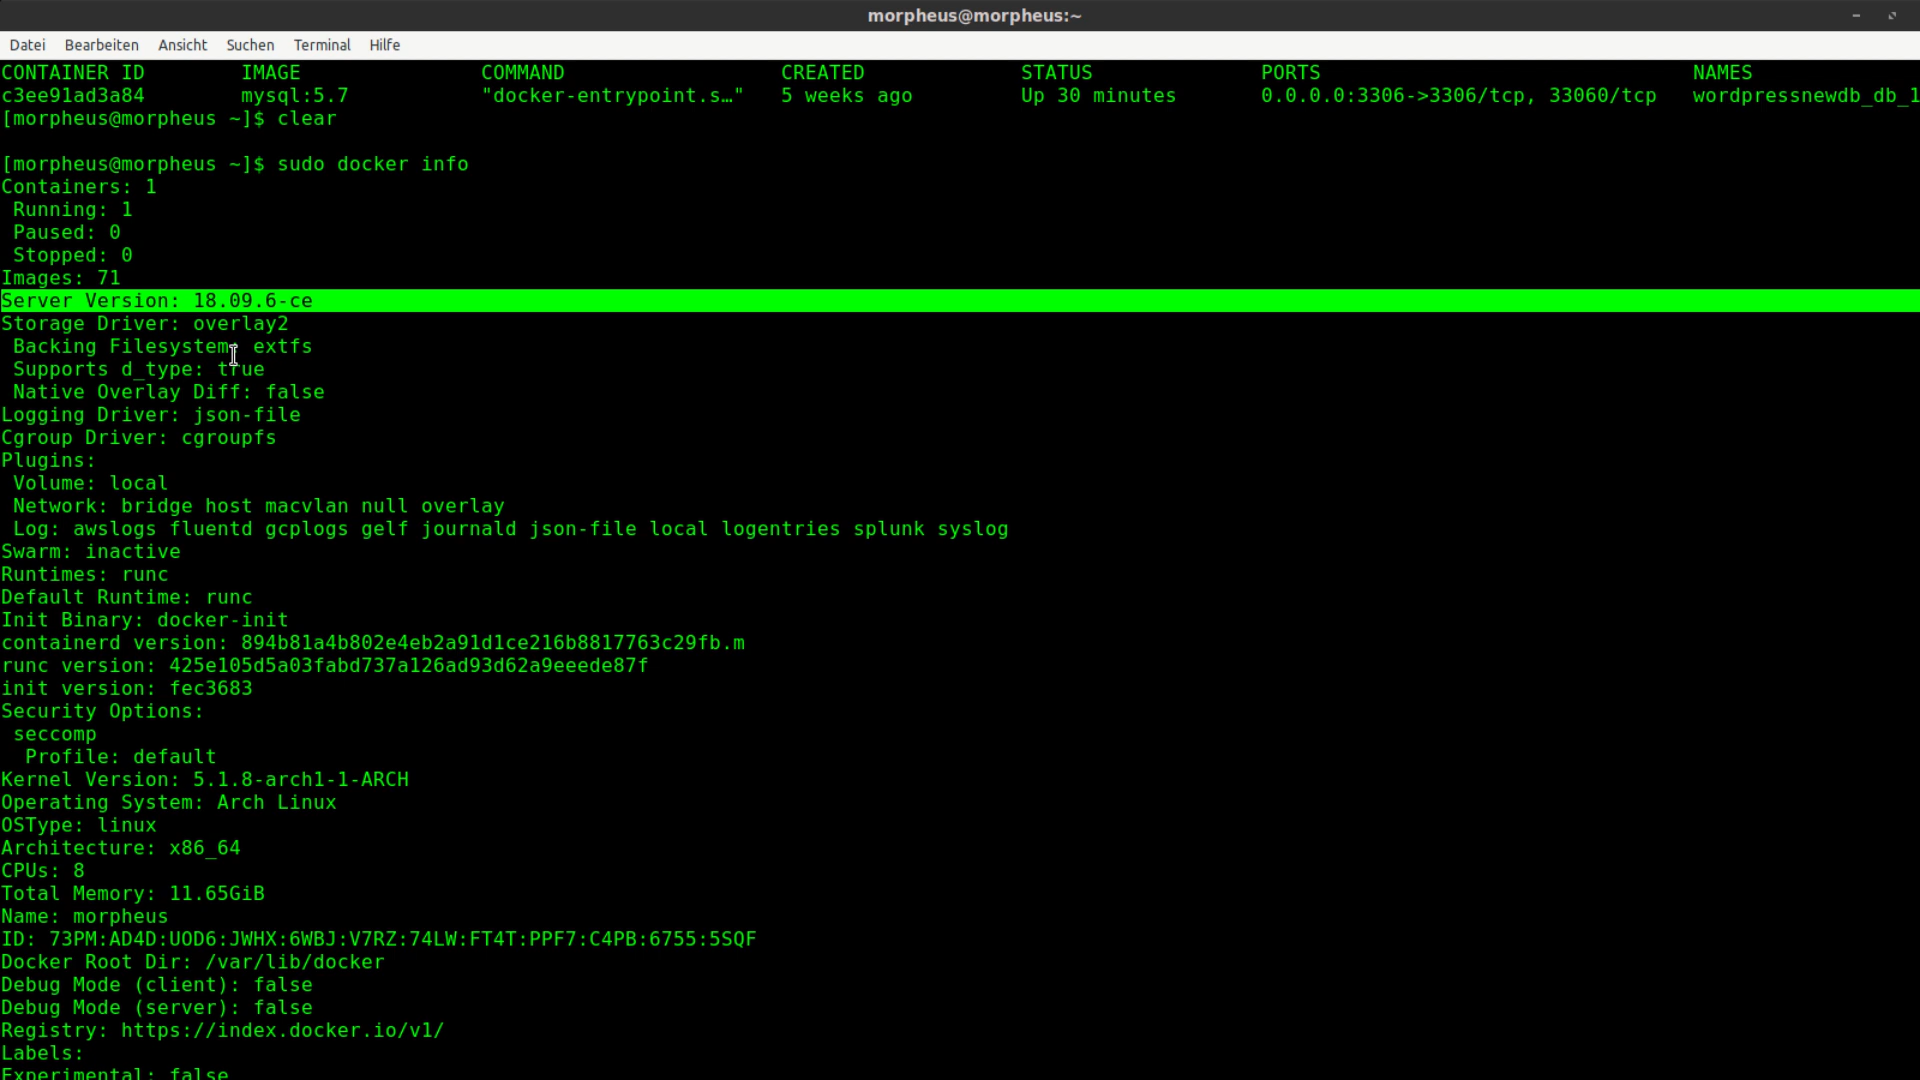 morpheus@morpheus:~
Datei Bearbeiten Ansicht Suchen Terminal Hilfe
CONTAINER ID IMAGE COMMAND CREATED STATUS PORTS NAMES
c3ee91ad3a84 mysql:5.7 "docker-entrypoint.s…" 5 weeks ago Up 30 minutes 0.0.0.0:3306->3306/tcp, 33060/tcp wordpressnewdb_db_1
[morpheus@morpheus ~]$ clear
[morpheus@morpheus ~]$ sudo docker info
Containers: 1
Running: 1
Paused: 0
Stopped: 0
Images: 71
Server Version: 18.09.6-ce
Storage Driver: overlay2
Backing Filesystem: extfs
Supports d_type: true
Native Overlay Diff: false
Logging Driver: json-file
Cgroup Driver: cgroupfs
Plugins:
Volume: local
Network: bridge host macvlan null overlay
Log: awslogs fluentd gcplogs gelf journald json-file local logentries splunk syslog
Swarm: inactive
Runtimes: runc
Default Runtime: runc
Init Binary: docker-init
containerd version: 894b81a4b802e4eb2a91d1ce216b8817763c29fb.m
runc version: 425e105d5a03fabd737a126ad93d62a9eeede87f
init version: fec3683
Security Options:
seccomp
Profile: default
Kernel Version: 5.1.8-arch1-1-ARCH
Operating System: Arch Linux
OSType: linux
Architecture: x86_64
CPUs: 8
Total Memory: 11.65GiB
Name: morpheus
ID: 73PM:AD4D:UOD6:JWHX:6WBJ:V7RZ:74LW:FT4T:PPF7:C4PB:6755:5SQF
Docker Root Dir: /var/lib/docker
Debug Mode (client): false
Debug Mode (server): false
Registry: https://index.docker.io/v1/
Labels:
Experimental: false